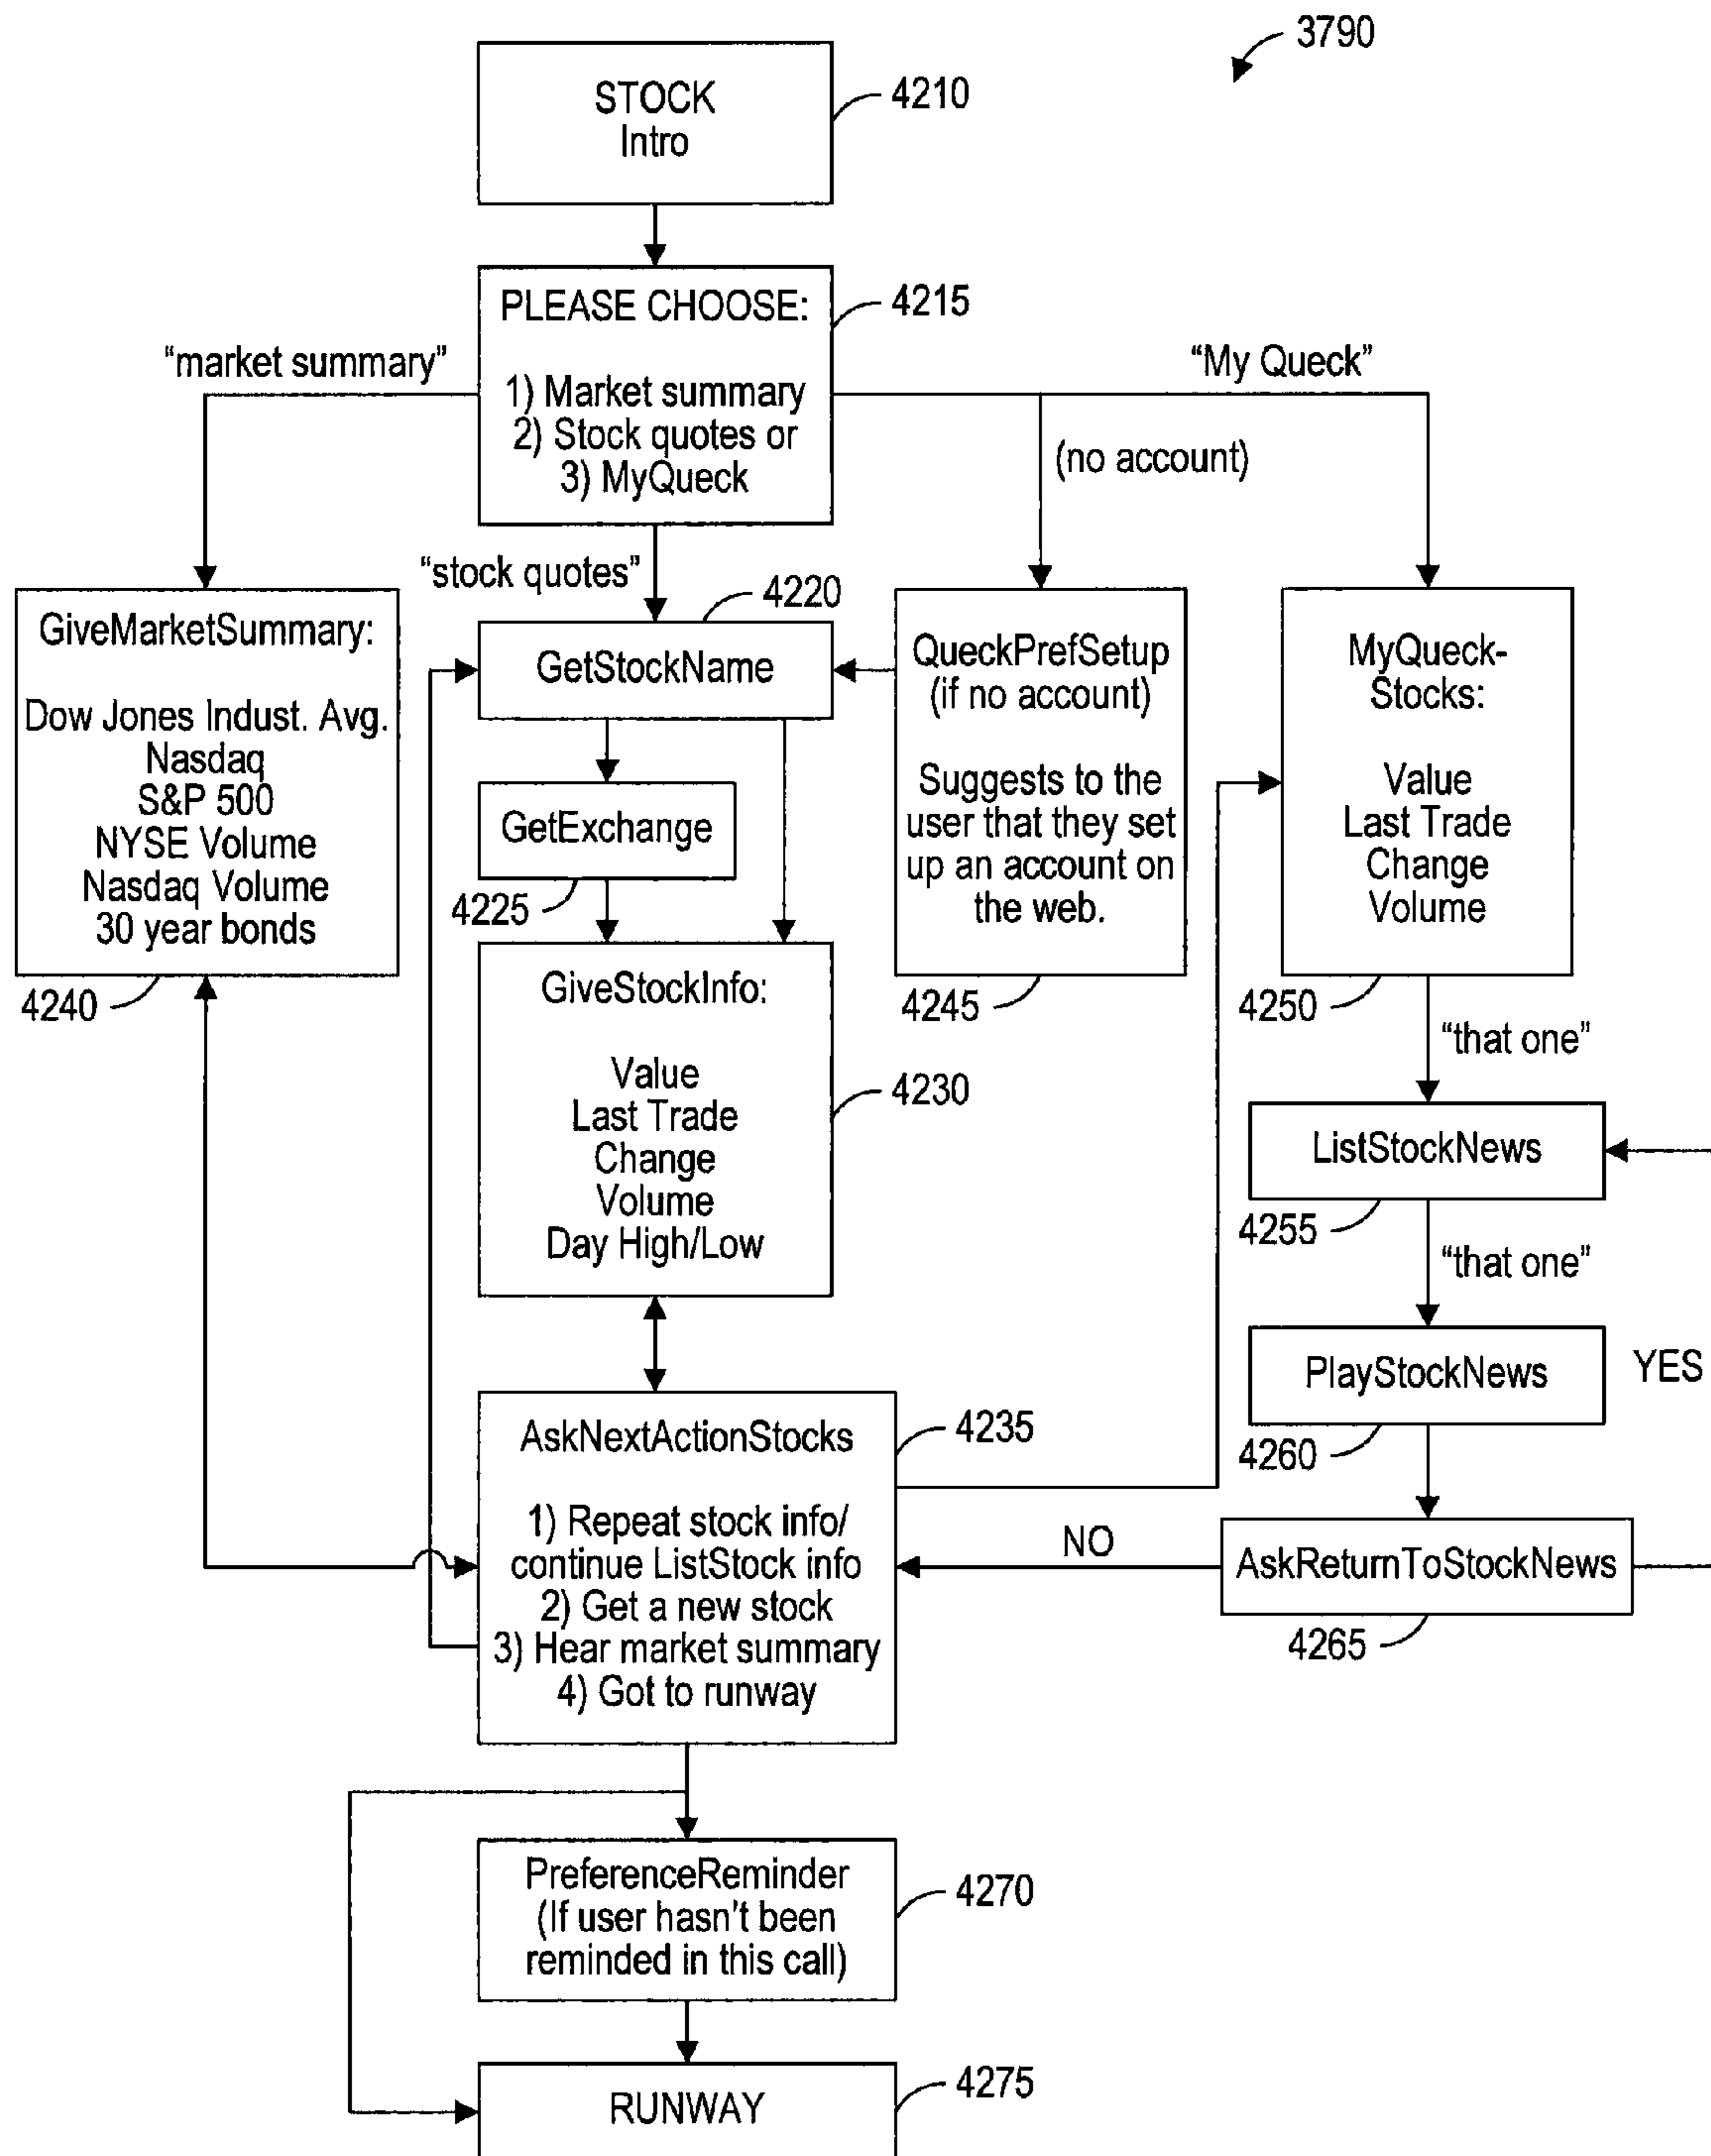 3790
STOCK
Intro
4210
PLEASE CHOOSE:
1) Market summary
2) Stock quotes or
3) MyQueck
4215
“market summary”
“My Queck”
(no account)
“stock quotes”
4220
GiveMarketSummary:
Dow Jones Indust. Avg.
Nasdaq
S&P 500
NYSE Volume
Nasdaq Volume
30 year bonds
4240
GetStockName
GetExchange
4225
QueckPrefSetup
(if no account)
Suggests to the
user that they set
up an account on
the web.
4245
MyQueck-
Stocks:
Value
Last Trade
Change
Volume
4250
GiveStockInfo:
Value
Last Trade
Change
Volume
Day High/Low
4230
“that one”
ListStockNews
4255
“that one”
PlayStockNews
YES
4260
AskNextActionStocks
1) Repeat stock info/
continue ListStock info
2) Get a new stock
3) Hear market summary
4) Got to runway
4235
NO
AskReturnToStockNews
4265
PreferenceReminder
(If user hasn't been
reminded in this call)
4270
RUNWAY
4275